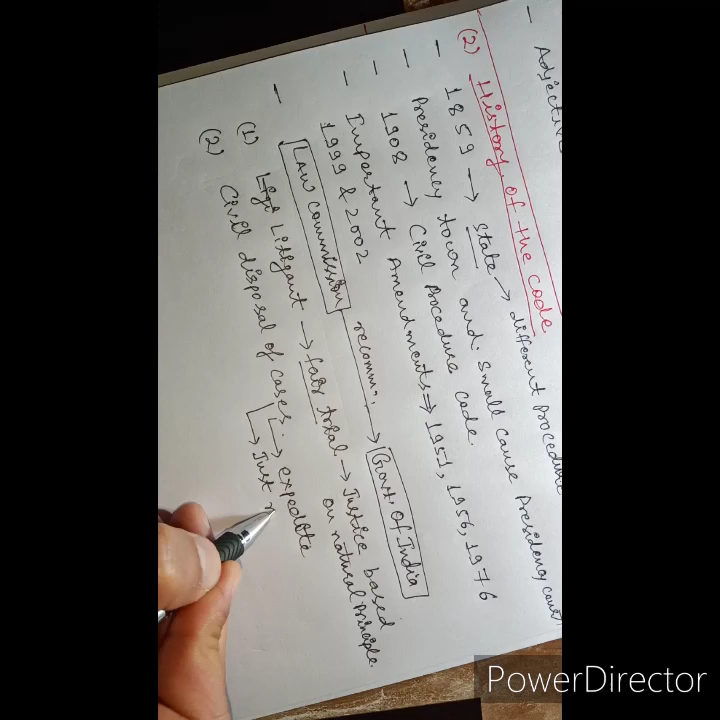 - Adjective
(2) History of the code
- 1859 → State → different Procedure
- Presidency town and small cause Presidency court
- 1908 → Civil Procedure code.
- Important Amendments ⇒ 1951, 1956, 1976
1999 & 2002
- Law commission recomm. → Govt. of India
(1) Litigant → fair trial → Justice based
on natural Principle.
(2) Civil disposal of cases. → expedite
→ Just
PowerDirector